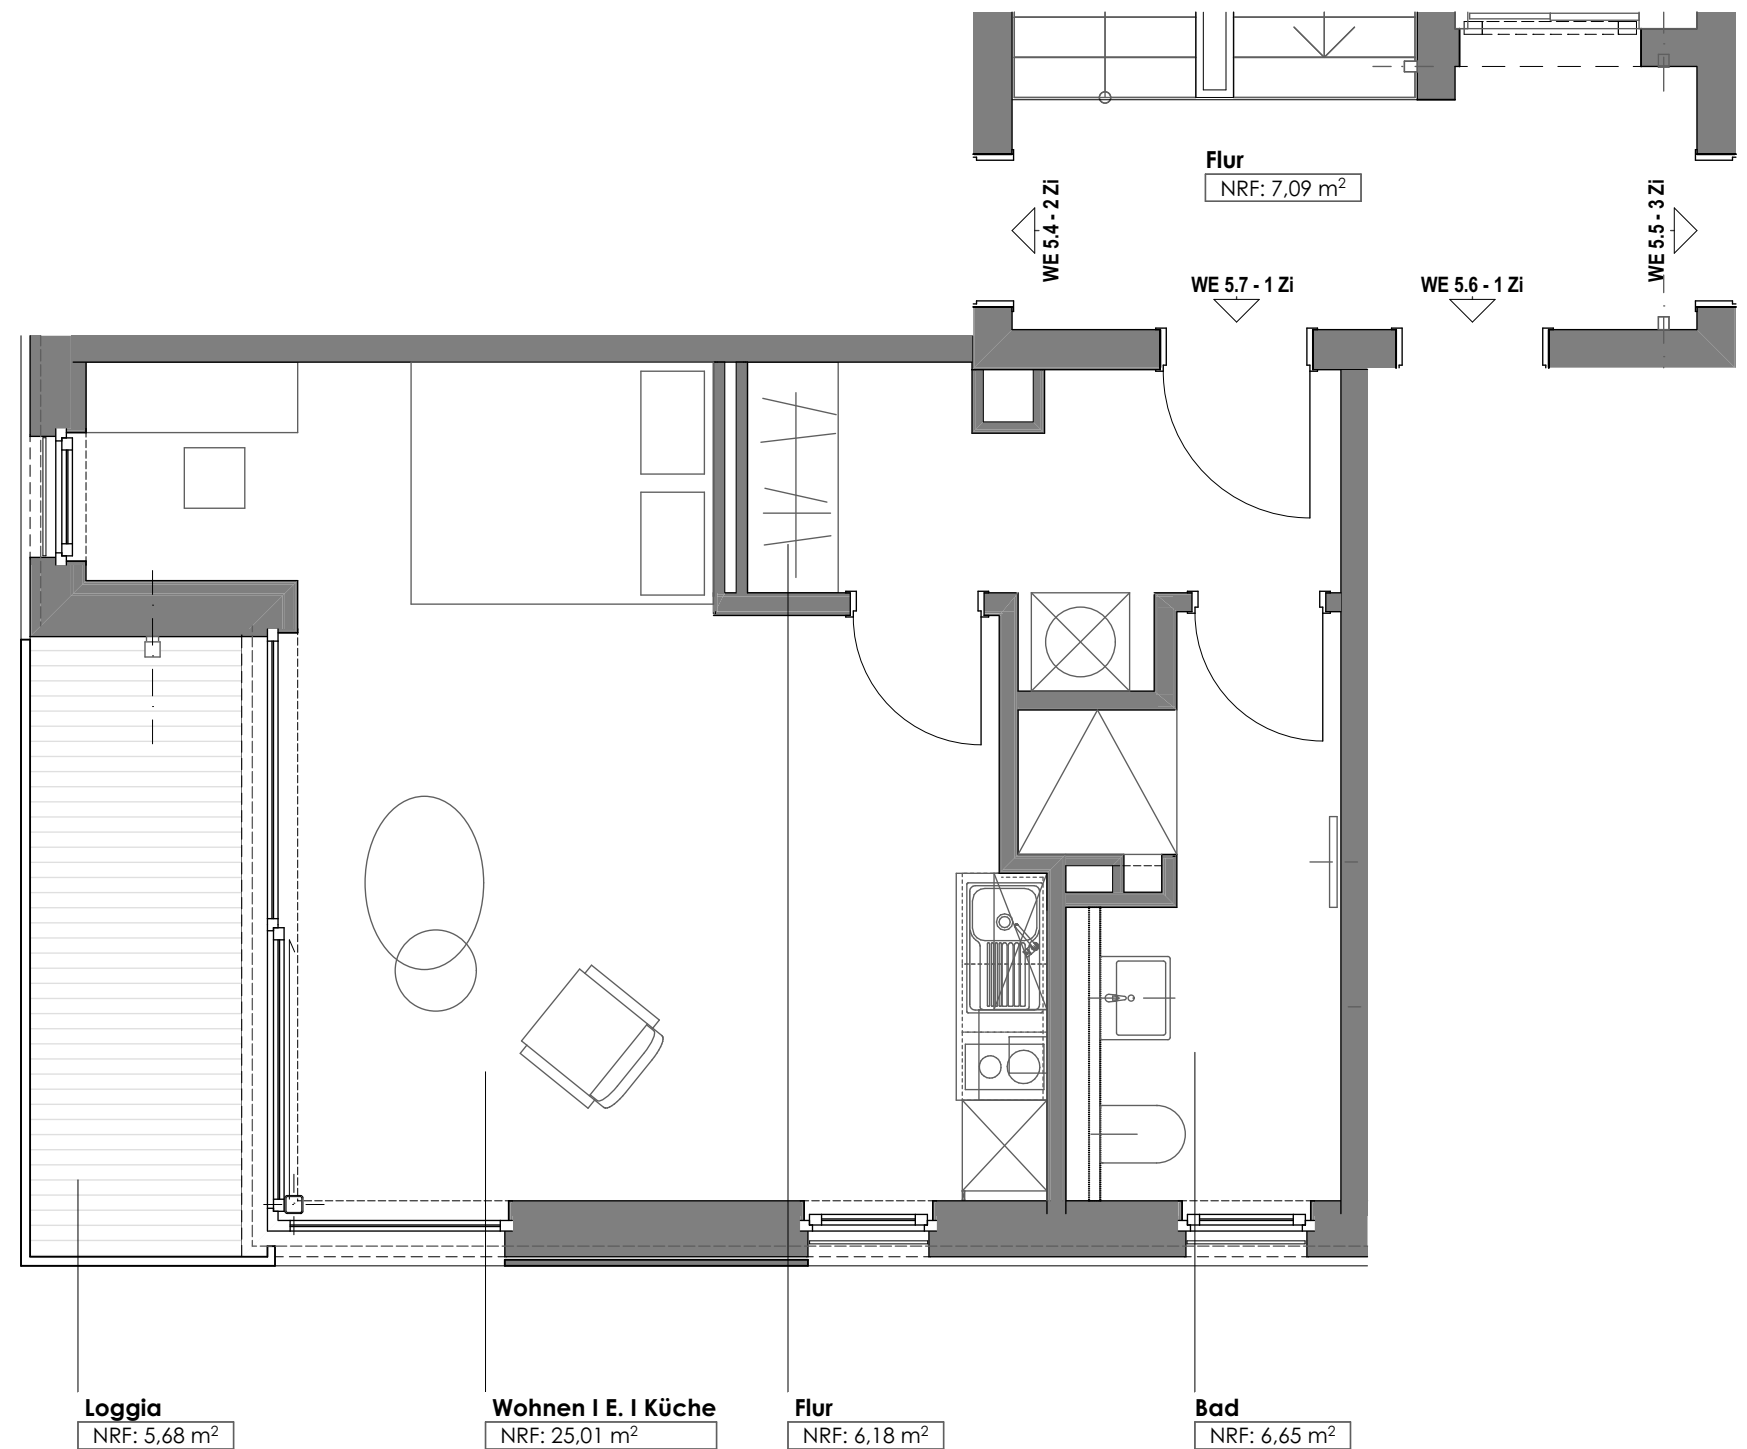 Flur
NRF: 7,09 m²
WE 5.4 - 2 Zi
WE 5.5 - 3 Zi
WE 5.7 - 1 Zi
WE 5.6 - 1 Zi
Loggia
NRF: 5,68 m²
Wohnen I E. I Küche
NRF: 25,01 m²
Flur
NRF: 6,18 m²
Bad
NRF: 6,65 m²